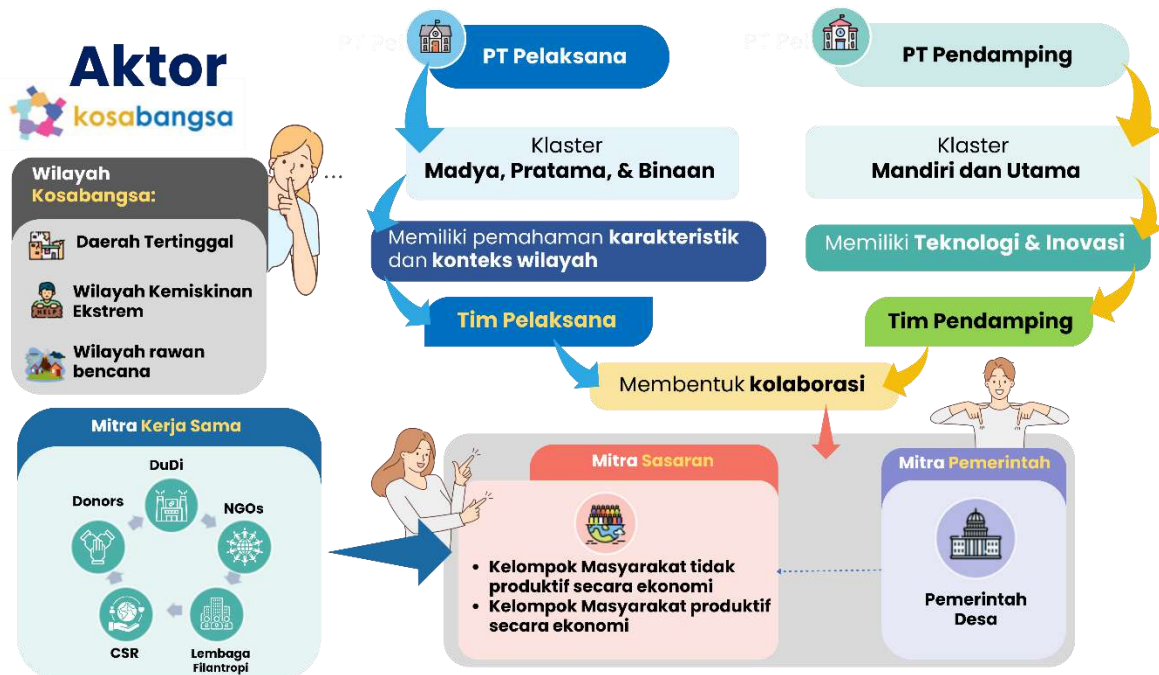 Aktor
kosabangsa
Wilayah
Kosabangsa:
Daerah Tertinggal
Wilayah Kemiskinan
Ekstrem
HELP
Wilayah rawan
bencana
...
PT Pelaksana
Klaster
Madya, Pratama, & Binaan
Memiliki pemahaman karakteristik
dan konteks wilayah
Tim Pelaksana
PT Pendamping
Klaster
Mandiri dan Utama
Memiliki Teknologi & Inovasi
Tim Pendamping
Membentuk kolaborasi
Mitra Kerja Sama
DuDi
Donors
NGOs
CSR
Lembaga
Filantropi
Mitra Sasaran
• Kelompok Masyarakat tidak
produktif secara ekonomi
• Kelompok Masyarakat produktif
secara ekonomi
Mitra Pemerintah
Pemerintah
Desa